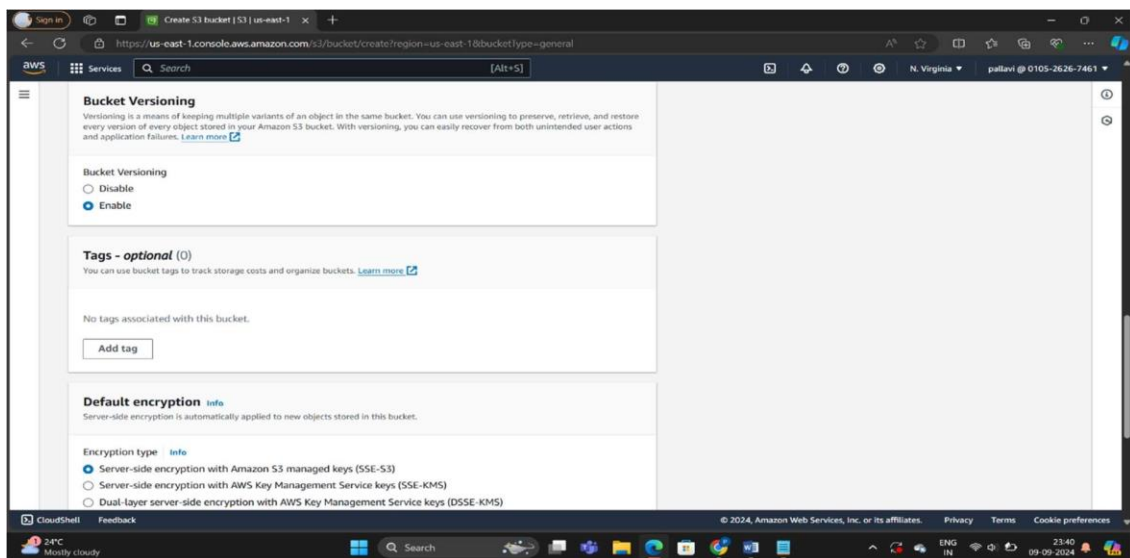 Sign in
Create S3 bucket | S3 | us-east-1
https://us-east-1.console.aws.amazon.com/s3/bucket/create?region=us-east-1&bucketType=general
aws
Services
Search
[Alt+S]
N. Virginia
pallavi @ 0105-2626-7461
Bucket Versioning
Versioning is a means of keeping multiple variants of an object in the same bucket. You can use versioning to preserve, retrieve, and restore
every version of every object stored in your Amazon S3 bucket. With versioning, you can easily recover from both unintended user actions
and application failures. Learn more
Bucket Versioning
Disable
Enable
Tags - optional (0)
You can use bucket tags to track storage costs and organize buckets. Learn more
No tags associated with this bucket.
Add tag
Default encryption Info
Server-side encryption is automatically applied to new objects stored in this bucket.
Encryption type Info
Server-side encryption with Amazon S3 managed keys (SSE-S3)
Server-side encryption with AWS Key Management Service keys (SSE-KMS)
Dual-layer server-side encryption with AWS Key Management Service keys (DSSE-KMS)
CloudShell Feedback
© 2024, Amazon Web Services, Inc. or its affiliates. Privacy Terms Cookie preferences
24°C
Mostly cloudy
Search
ENG
IN
23:40
09-09-2024